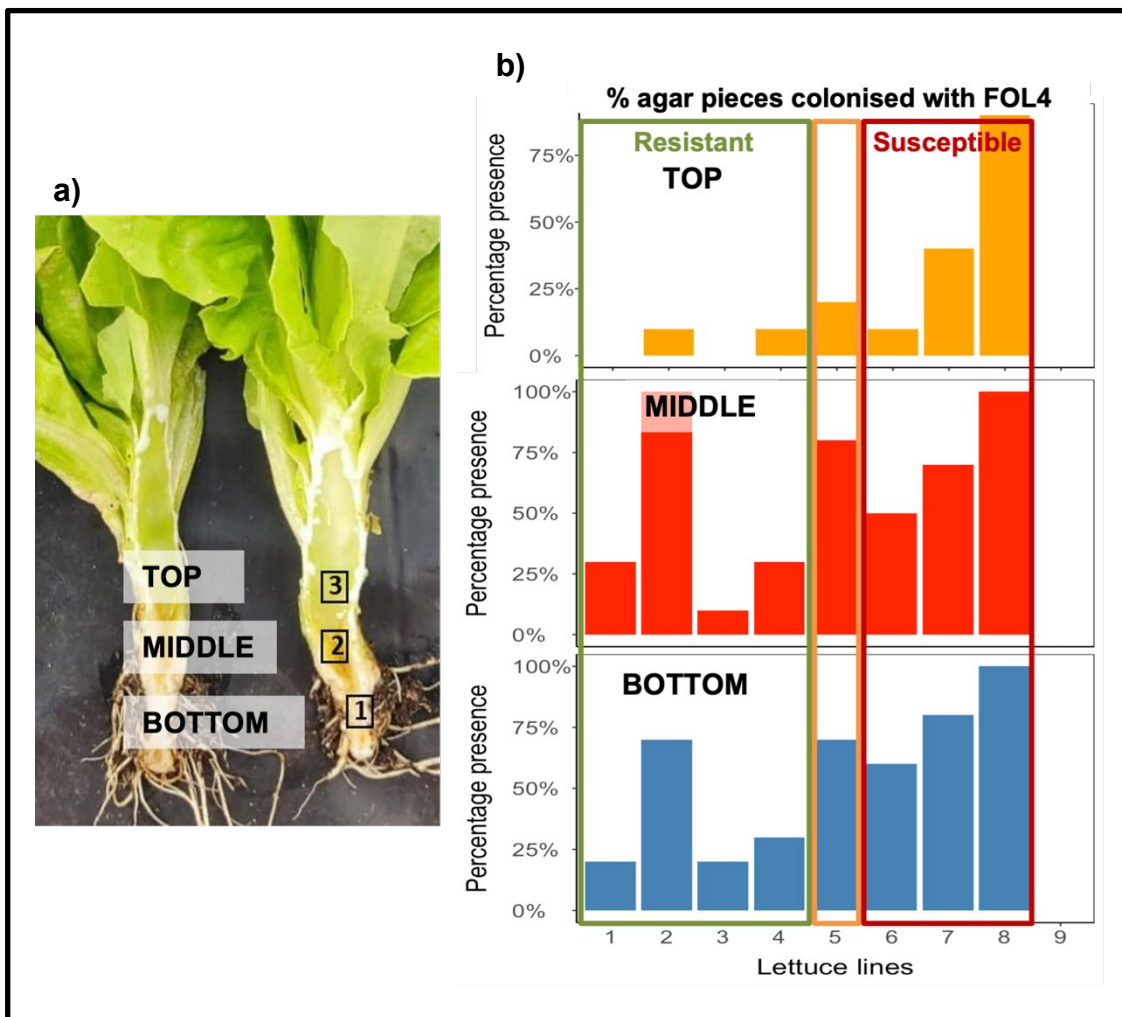 a)
TOP
MIDDLE
BOTTOM
3
2
1
b)
% agar pieces colonised with FOL4
Resistant
Susceptible
TOP
Percentage presence
75%
50%
25%
0%
MIDDLE
Percentage presence
100%
75%
50%
25%
0%
BOTTOM
Percentage presence
100%
75%
50%
25%
0%
1 2 3 4 5 6 7 8 9
Lettuce lines